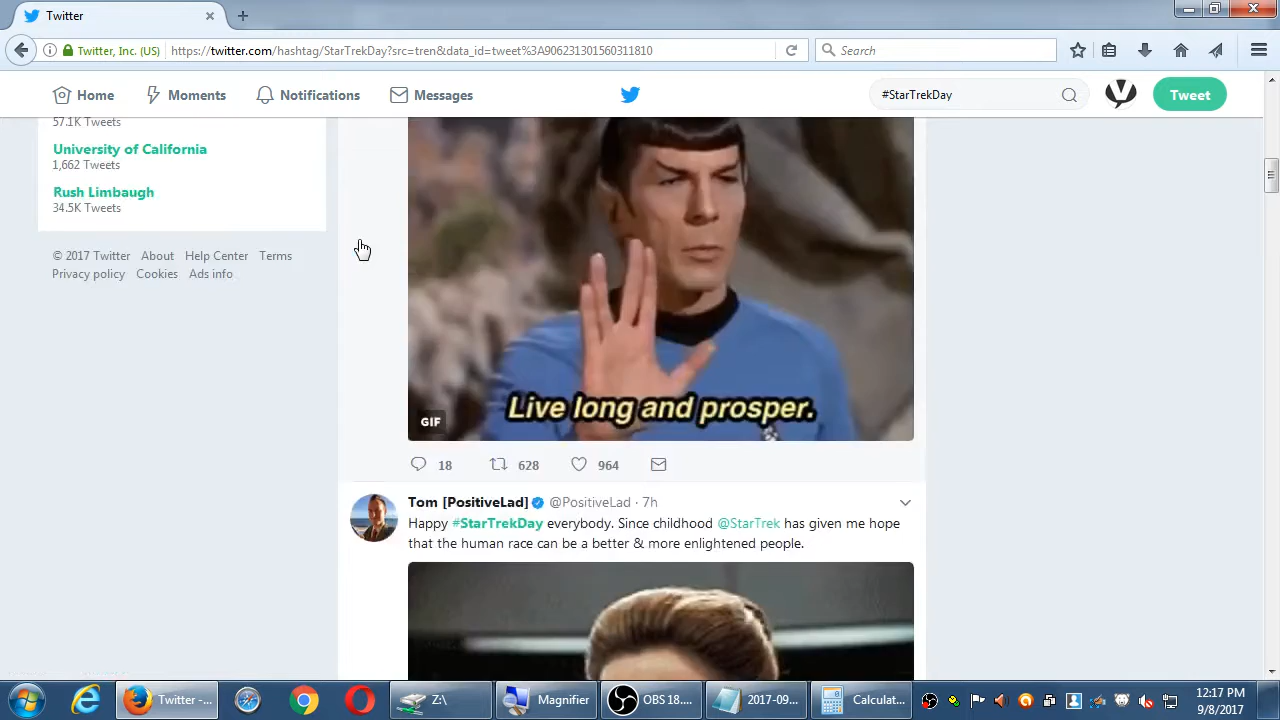 Twitter
Twitter, Inc. (US)
https://twitter.com/hashtag/StarTrekDay?src=tren&data_id=tweet%3A906231301560311810
Search
Home
Moments
Notifications
Messages
#StarTrekDay
Tweet
57.1K Tweets
University of California
1,662 Tweets
Rush Limbaugh
34.5K Tweets
© 2017 Twitter About Help Center Terms
Privacy policy Cookies Ads info
Live long and prosper.
GIF
18 628 964
Tom [PositiveLad] @PositiveLad · 7h
Happy #StarTrekDay everybody. Since childhood @StarTrek has given me hope
that the human race can be a better & more enlightened people.
Twitter -...
Z:\
Magnifier
OBS 18....
2017-09...
Calculat...
12:17 PM
9/8/2017